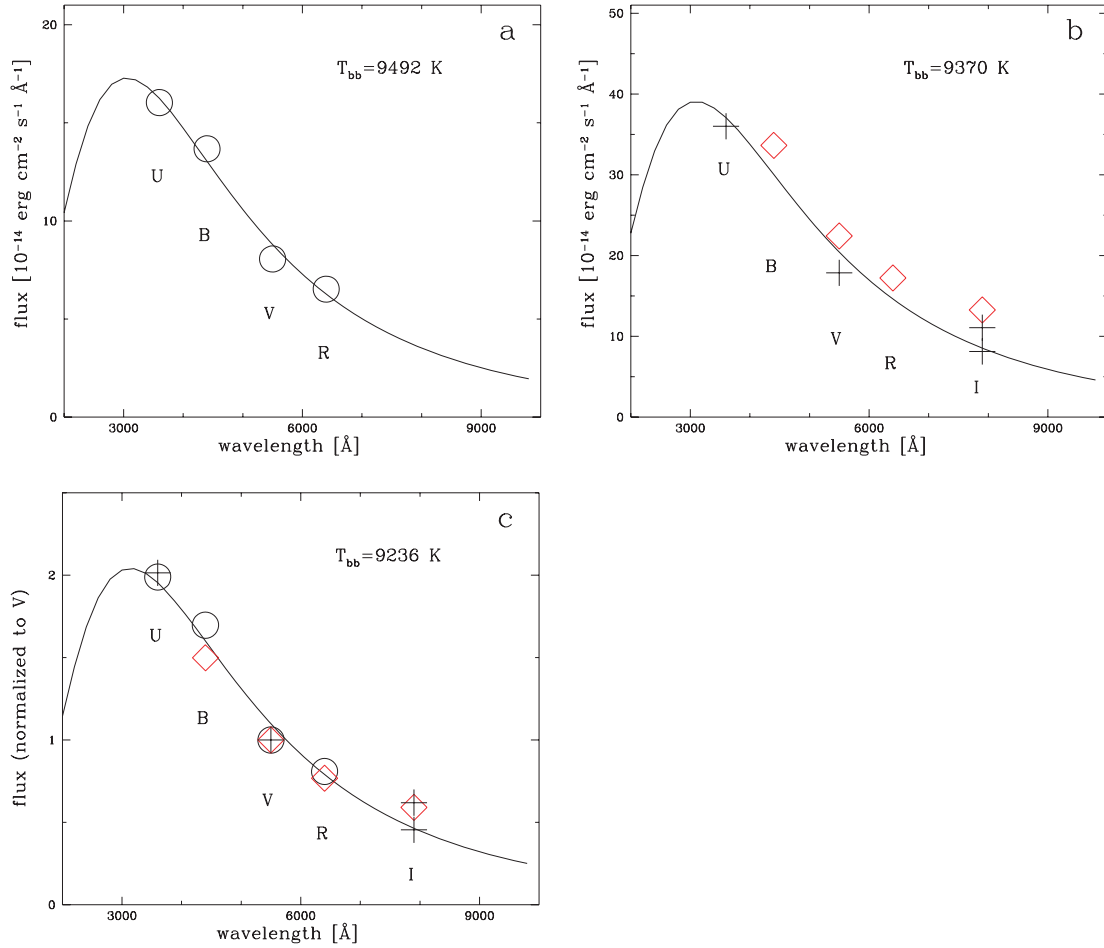 a
T_bb=9492 K
20
10
0
U
B
V
R
3000
6000
9000
wavelength [Å]
flux [10⁻¹⁴ erg cm⁻² s⁻¹ Å⁻¹]
b
T_bb=9370 K
50
40
30
20
10
0
U
B
V
R
I
3000
6000
9000
wavelength [Å]
flux [10⁻¹⁴ erg cm⁻² s⁻¹ Å⁻¹]
c
T_bb=9236 K
2
1
0
U
B
V
R
I
3000
6000
9000
wavelength [Å]
flux (normalized to V)